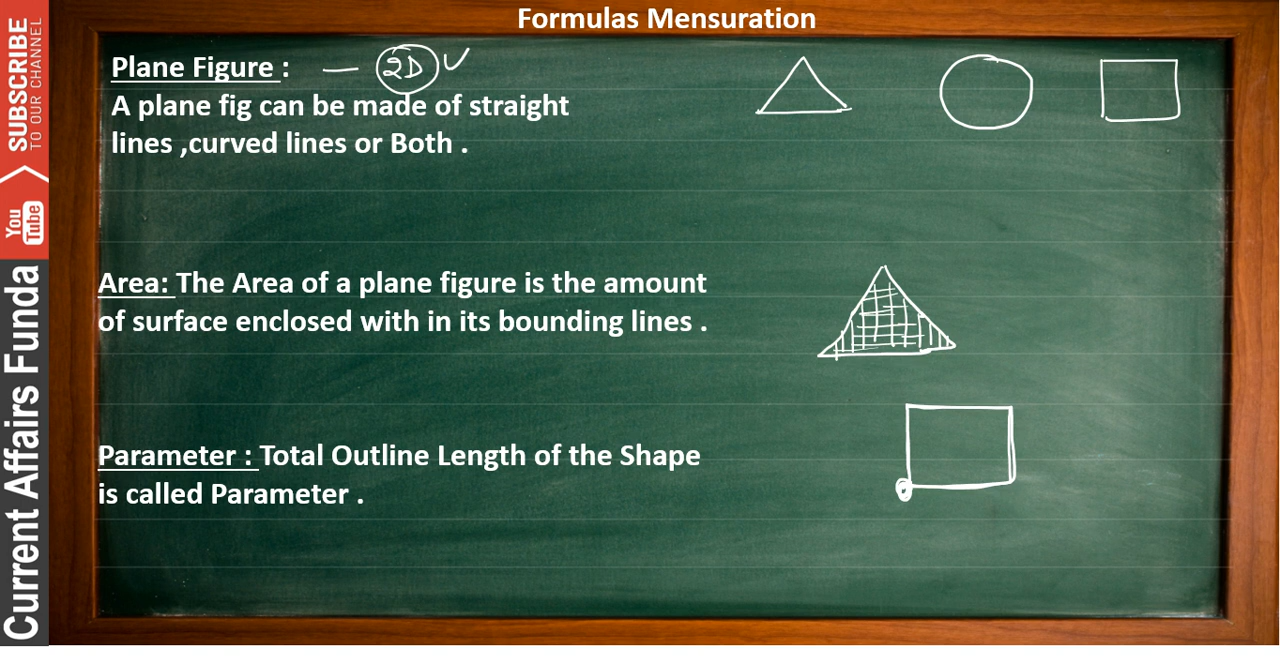 Formulas Mensuration
Plane Figure : — 2D
A plane fig can be made of straight
lines ,curved lines or Both .
Area: The Area of a plane figure is the amount
of surface enclosed with in its bounding lines .
Parameter : Total Outline Length of the Shape
is called Parameter .
SUBSCRIBE
TO OUR CHANNEL
You
Tube
Current Affairs Funda